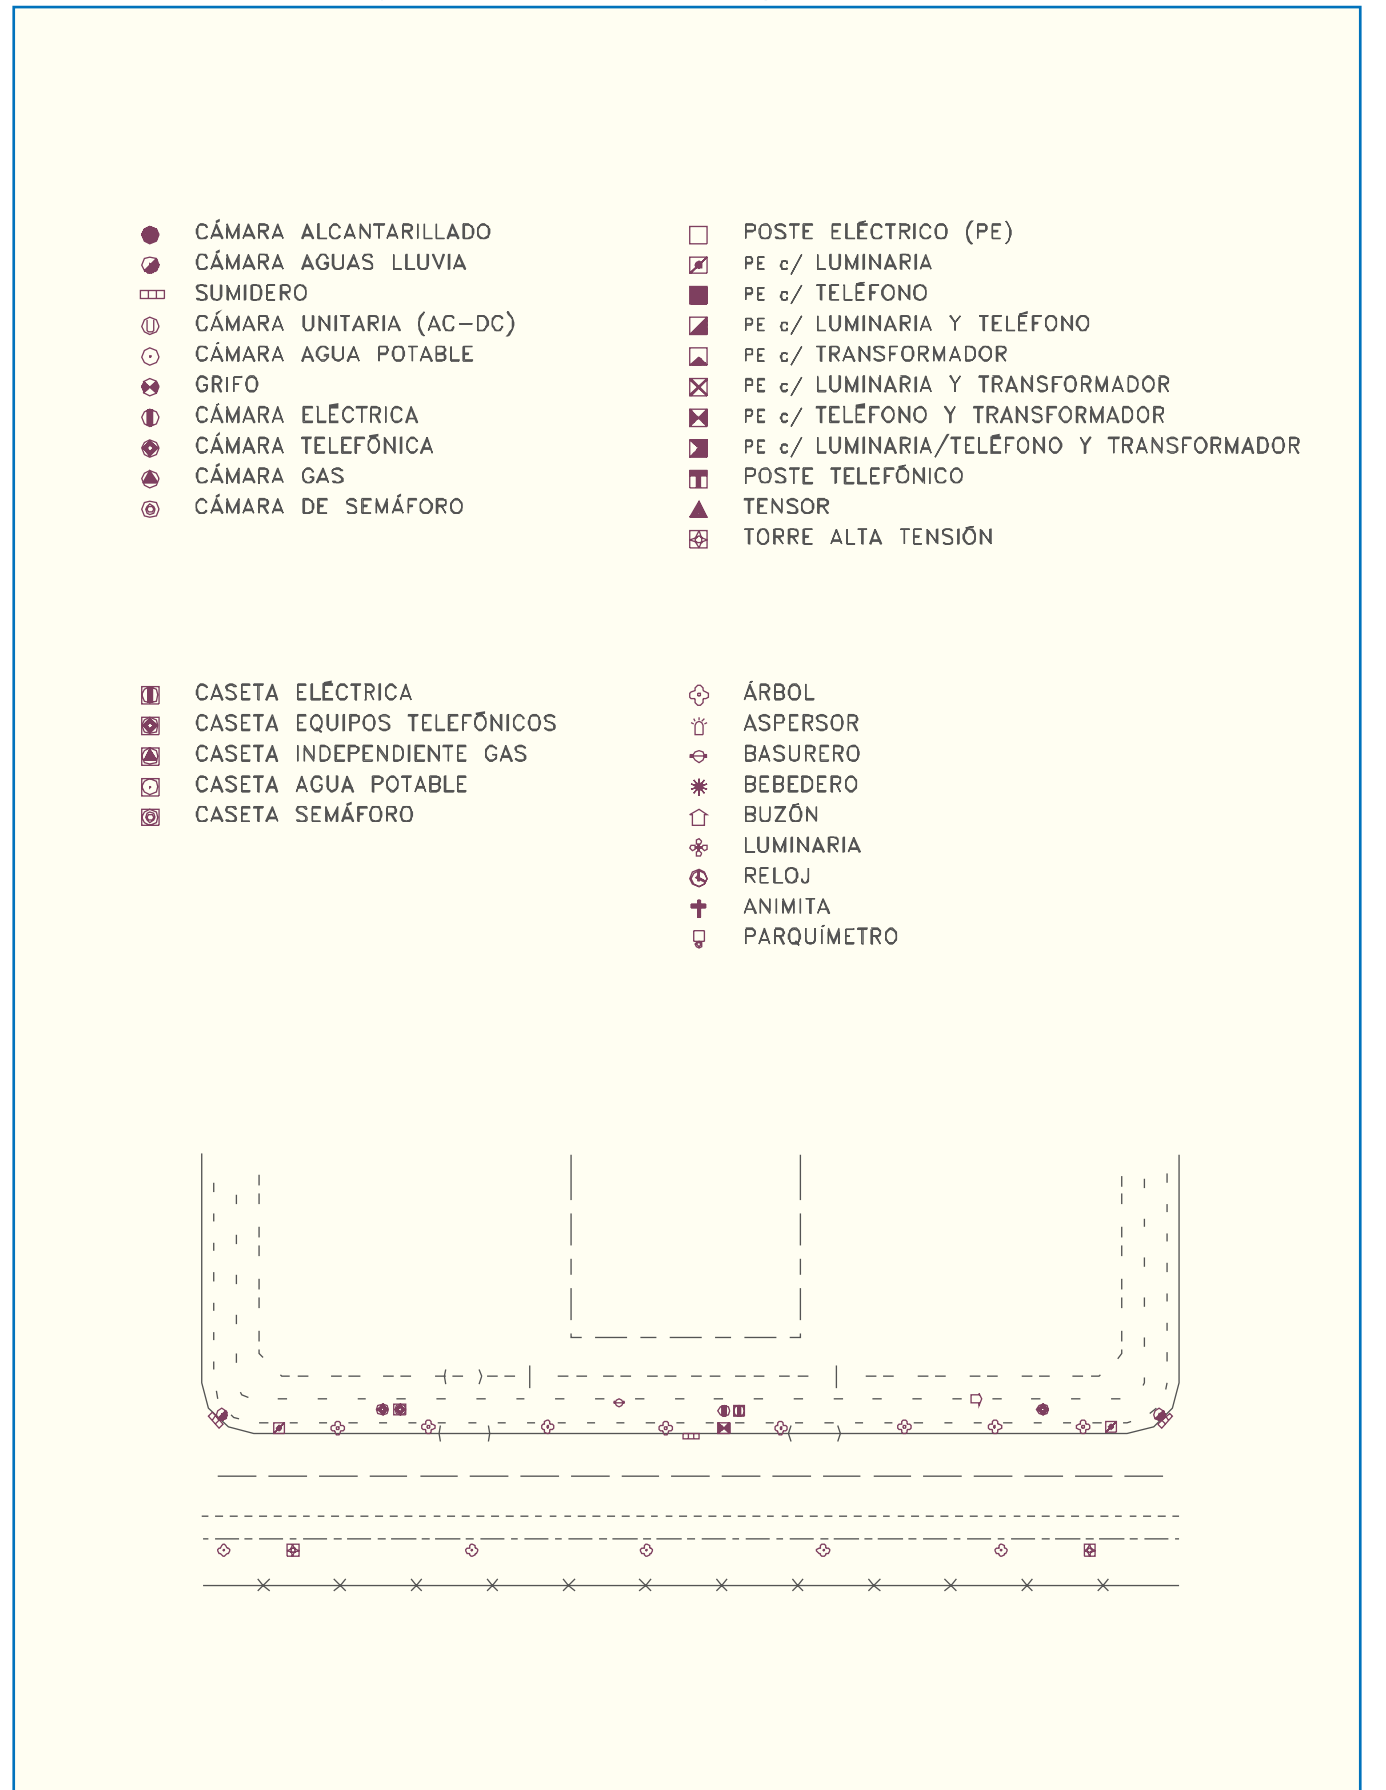 CÁMARA ALCANTARILLADO
CÁMARA AGUAS LLUVIA
SUMIDERO
CÁMARA UNITARIA (AC-DC)
CÁMARA AGUA POTABLE
GRIFO
CÁMARA ELÉCTRICA
CÁMARA TELEFÓNICA
CÁMARA GAS
CÁMARA DE SEMÁFORO
POSTE ELÉCTRICO (PE)
PE c/ LUMINARIA
PE c/ TELÉFONO
PE c/ LUMINARIA Y TELÉFONO
PE c/ TRANSFORMADOR
PE c/ LUMINARIA Y TRANSFORMADOR
PE c/ TELÉFONO Y TRANSFORMADOR
PE c/ LUMINARIA/TELÉFONO Y TRANSFORMADOR
POSTE TELEFÓNICO
TENSOR
TORRE ALTA TENSIÓN
CASETA ELÉCTRICA
CASETA EQUIPOS TELEFÓNICOS
CASETA INDEPENDIENTE GAS
CASETA AGUA POTABLE
CASETA SEMÁFORO
ÁRBOL
ASPERSOR
BASURERO
BEBEDERO
BUZÓN
LUMINARIA
RELOJ
ANIMITA
PARQUÍMETRO